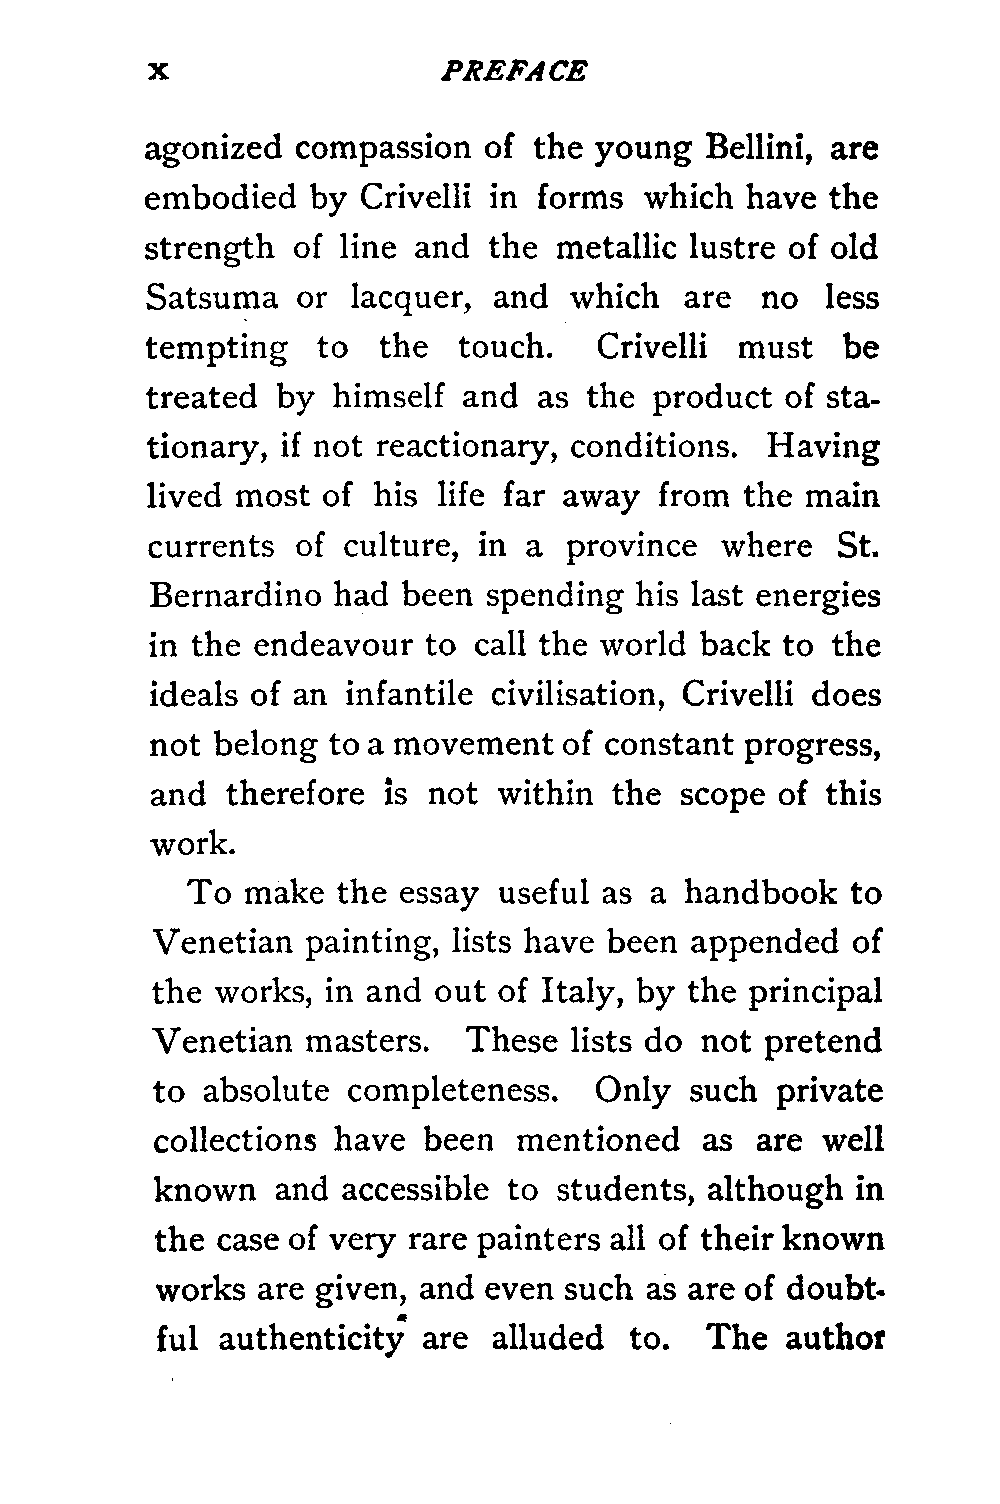 x PREFACE
agonized compassion of the young Bellini, are
embodied by Crivelli in forms which have the
strength of line and the metallic lustre of old
Satsuma or lacquer, and which are no less
tempting to the touch. Crivelli must be
treated by himself and as the product of sta-
tionary, if not reactionary, conditions. Having
lived most of his life far away from the main
currents of culture, in a province where St.
Bernardino had been spending his last energies
in the endeavour to call the world back to the
ideals of an infantile civilisation, Crivelli does
not belong to a movement of constant progress,
and therefore is not within the scope of this
work.
To make the essay useful as a handbook to
Venetian painting, lists have been appended of
the works, in and out of Italy, by the principal
Venetian masters. These lists do not pretend
to absolute completeness. Only such private
collections have been mentioned as are well
known and accessible to students, although in
the case of very rare painters all of their known
works are given, and even such as are of doubt-
ful authenticity are alluded to. The author